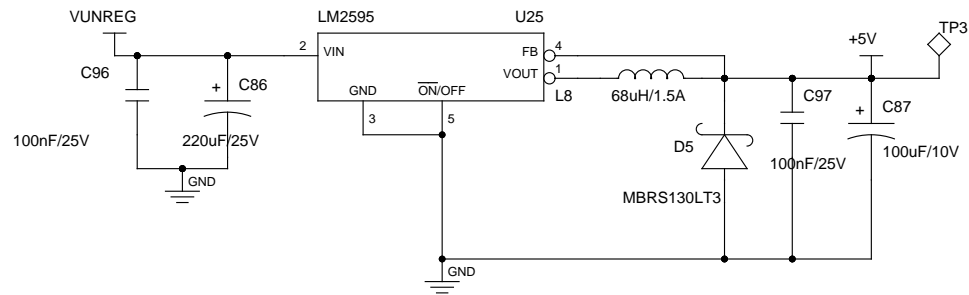 VUNREG
LM2595
U25
TP3
+5V
2
VIN
FB
4
VOUT
1
C96
+
C86
GND
ON/OFF
L8
68uH/1.5A
C97
+
C87
3
5
100nF/25V
220uF/25V
D5
100nF/25V
100uF/10V
GND
MBRS130LT3
GND